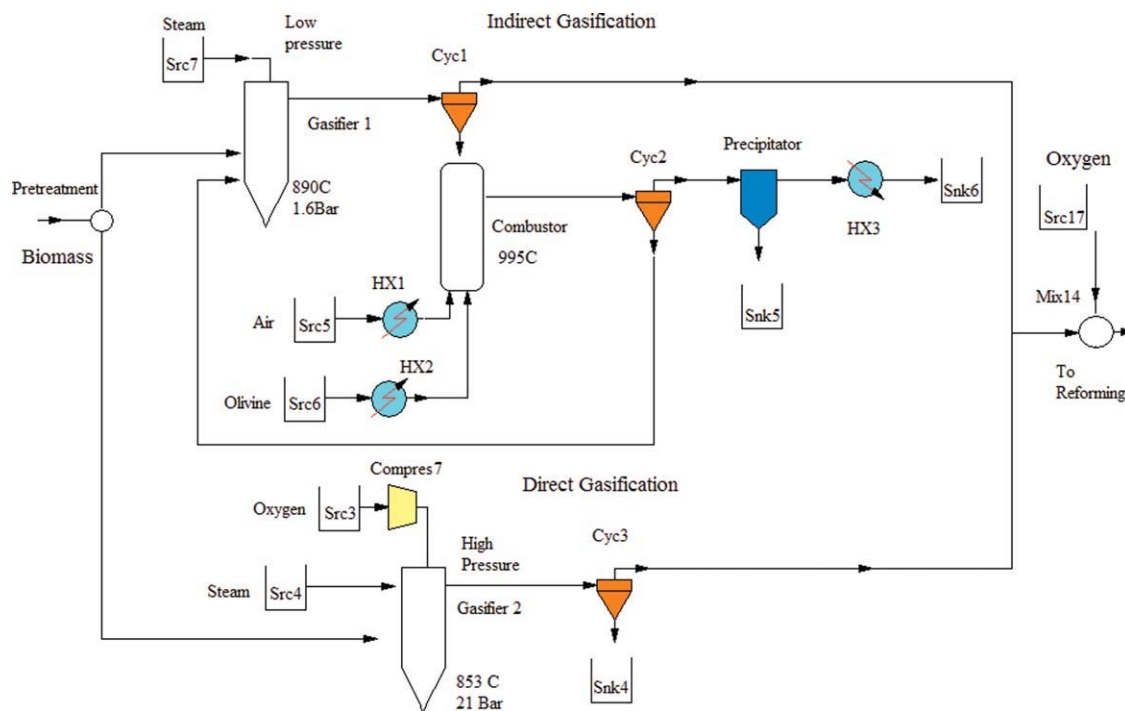 Indirect Gasification
Steam
Src7
Low
pressure
Cyc1
Gasifier 1
890C
1.6Bar
Pretreatment
Biomass
Combustor
995C
Cyc2
Precipitator
HX3
Snk6
Snk5
Oxygen
Src17
Mix14
To
Reforming
HX1
Air
Src5
HX2
Olivine
Src6
Direct Gasification
Compres7
Oxygen
Src3
High
Pressure
Steam
Src4
Gasifier 2
853 C
21 Bar
Cyc3
Snk4